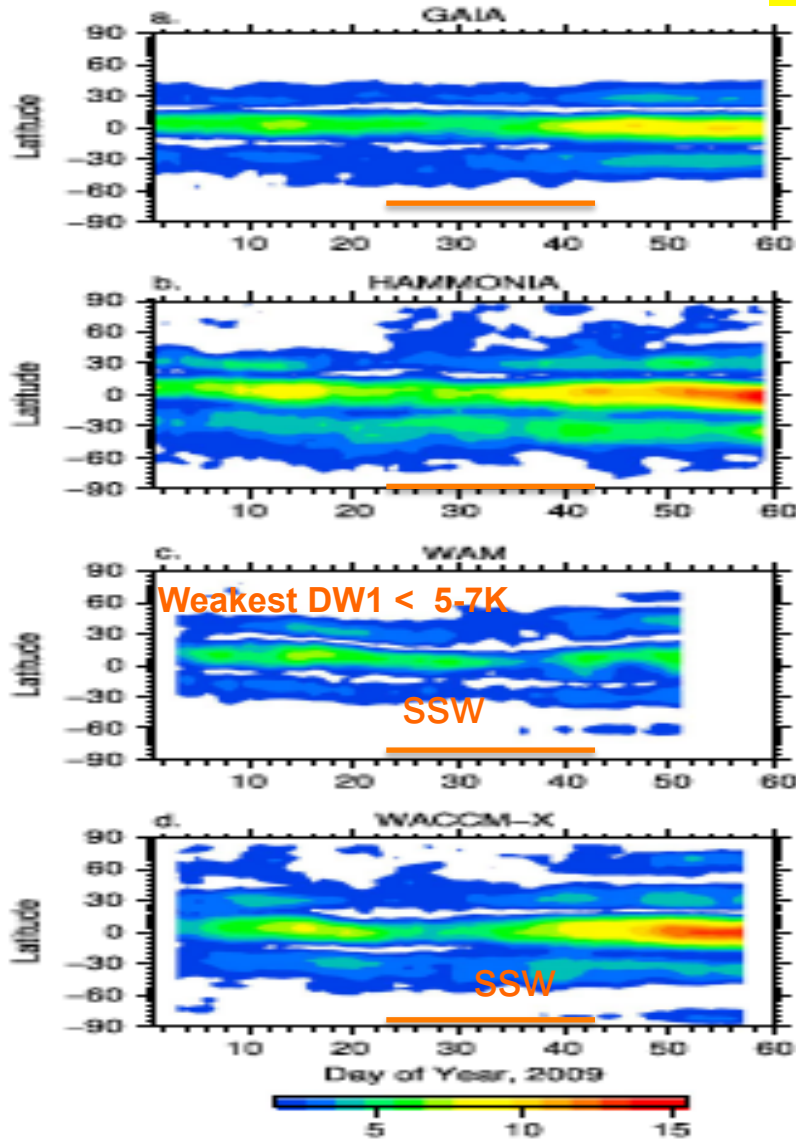 a. GAIA
90
60
30
0
−30
−60
−90
Latitude
10 20 30 40 50 60
b. HAMMONIA
90
60
30
0
−30
−60
−90
Latitude
10 20 30 40 50 60
c. WAM
90
60
30
0
−30
−60
−90
Latitude
Weakest DW1 < 5-7K
SSW
10 20 30 40 50 60
d. WACCM−X
90
60
30
0
−30
−60
−90
Latitude
SSW
10 20 30 40 50 60
Day of Year, 2009
5 10 15